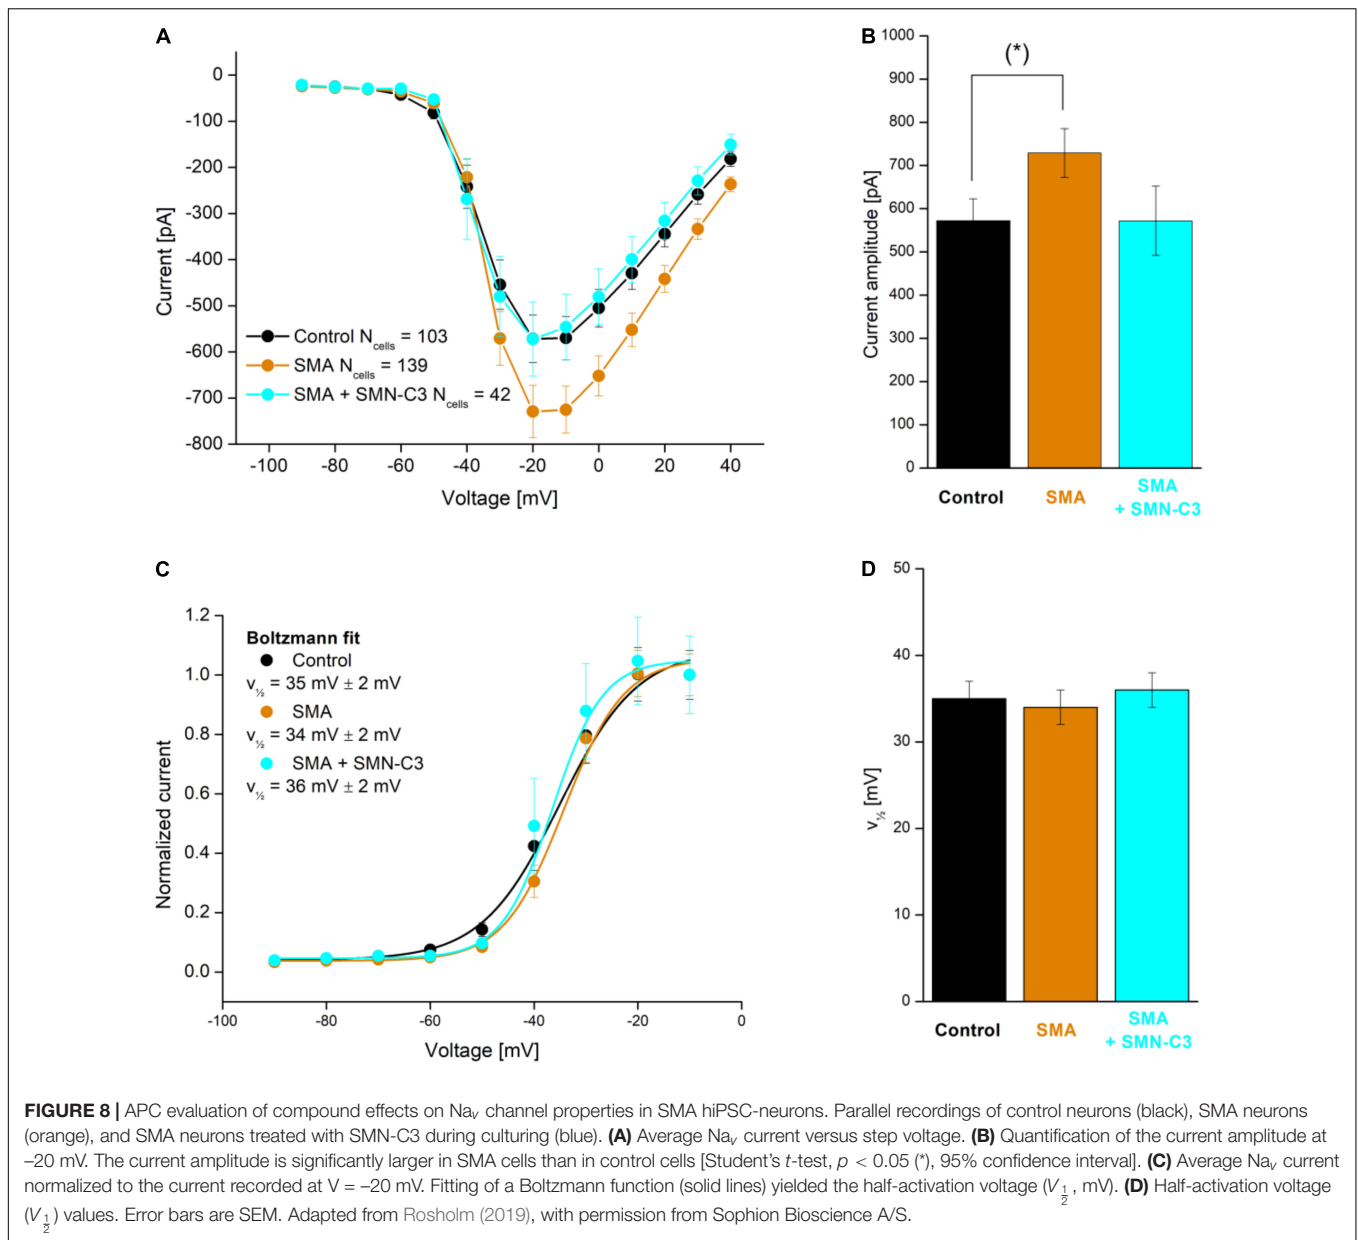 A
0
-100
-200
-300
-400
-500
-600
-700
-800
Current [pA]
Control N_cells = 103
SMA N_cells = 139
SMA + SMN-C3 N_cells = 42
-100 -80 -60 -40 -20 0 20 40
Voltage [mV]
B
1000
900
800
700
600
500
400
300
200
100
0
Current amplitude [pA]
(*)
Control SMA SMA
+ SMN-C3
C
1.2
1.0
0.8
0.6
0.4
0.2
0.0
Normalized current
Boltzmann fit
Control
v_½ = 35 mV ± 2 mV
SMA
v_½ = 34 mV ± 2 mV
SMA + SMN-C3
v_½ = 36 mV ± 2 mV
-100 -80 -60 -40 -20 0
Voltage [mV]
D
50
40
30
20
10
0
v_½ [mV]
Control SMA SMA
+ SMN-C3
FIGURE 8 | APC evaluation of compound effects on Nav channel properties in SMA hiPSC-neurons. Parallel recordings of control neurons (black), SMA neurons
(orange), and SMA neurons treated with SMN-C3 during culturing (blue). (A) Average Nav current versus step voltage. (B) Quantification of the current amplitude at
–20 mV. The current amplitude is significantly larger in SMA cells than in control cells [Student's t-test, p < 0.05 (*), 95% confidence interval]. (C) Average Nav current
normalized to the current recorded at V = –20 mV. Fitting of a Boltzmann function (solid lines) yielded the half-activation voltage (V_½, mV). (D) Half-activation voltage
(V_½) values. Error bars are SEM. Adapted from Rosholm (2019), with permission from Sophion Bioscience A/S.